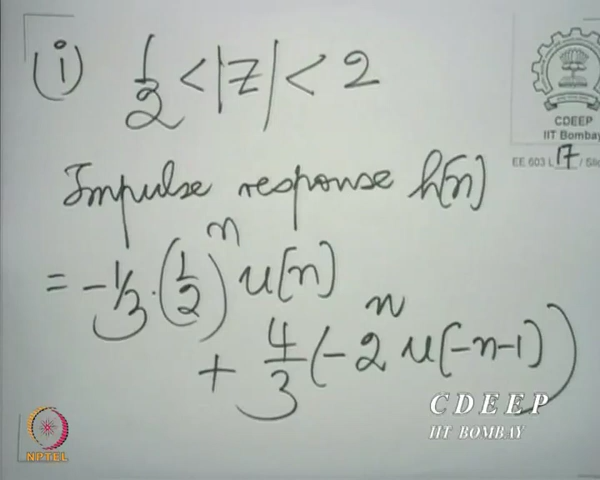 (i) 1/2 < |Z| < 2
CDEEP
IIT Bombay
EE 603 L 17 / Slide
Impulse response h[n]
= -1/3 · (1/2)^n u[n]
+ 4/3 (-2^n u[-n-1])
CDEEP
IIT BOMBAY
NPTEL